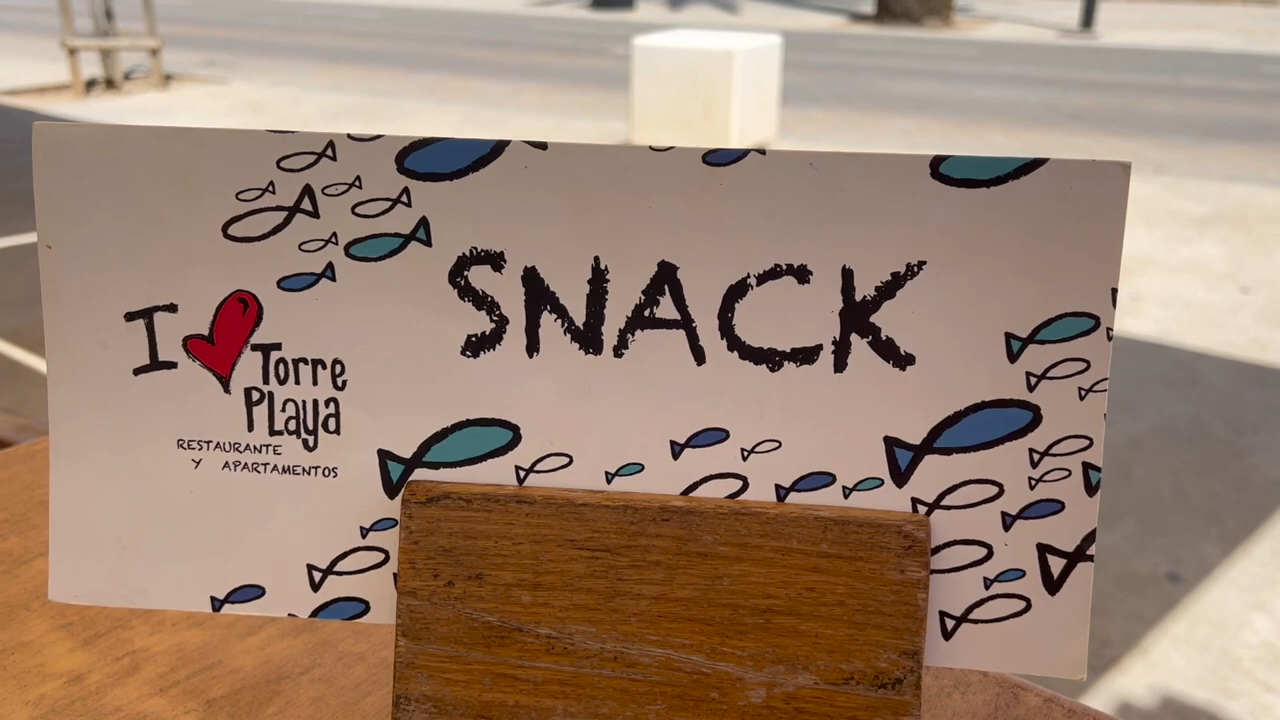 SNACK
I ❤ Torre
Playa
RESTAURANTE
Y APARTAMENTOS